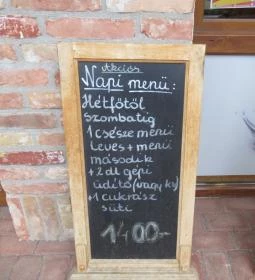 Akciós
Napi menü:
Hétfőtől
szombatig
1 csésze menü
leves + menü
második
+ 2 dl gépi
üdítő (vagy kv)
+ 1 cukrász
süti
1400-